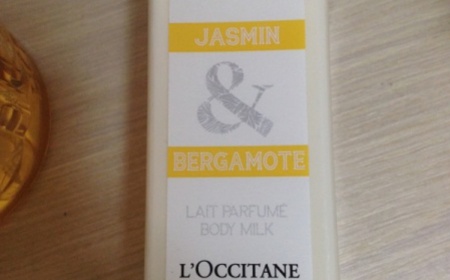 JASMIN
&
BERGAMOTE
LAIT PARFUMÉ
BODY MILK
L'OCCITANE